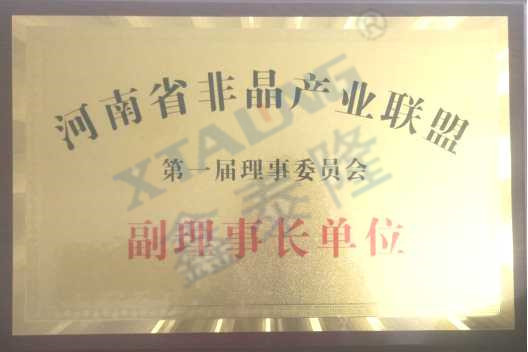 河南省非晶产业联盟
第一届理事委员会
副理事长单位
XTALONG
鑫泰隆
®